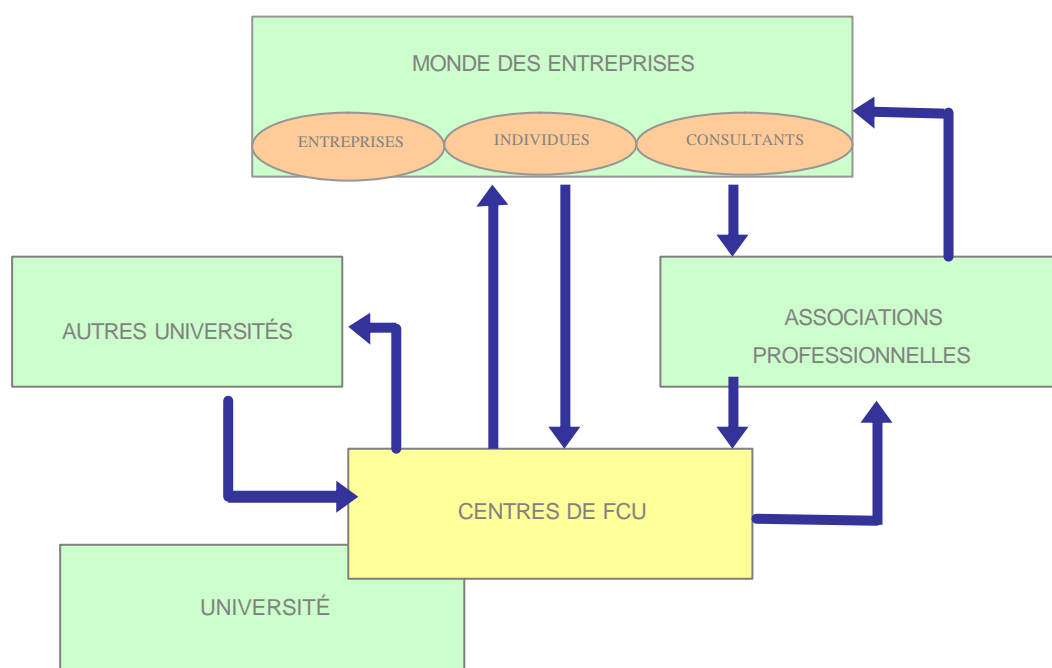 MONDE DES ENTREPRISES
ENTREPRISES
INDIVIDUES
CONSULTANTS
AUTRES UNIVERSITÉS
ASSOCIATIONS
PROFESSIONNELLES
CENTRES DE FCU
UNIVERSITÉ